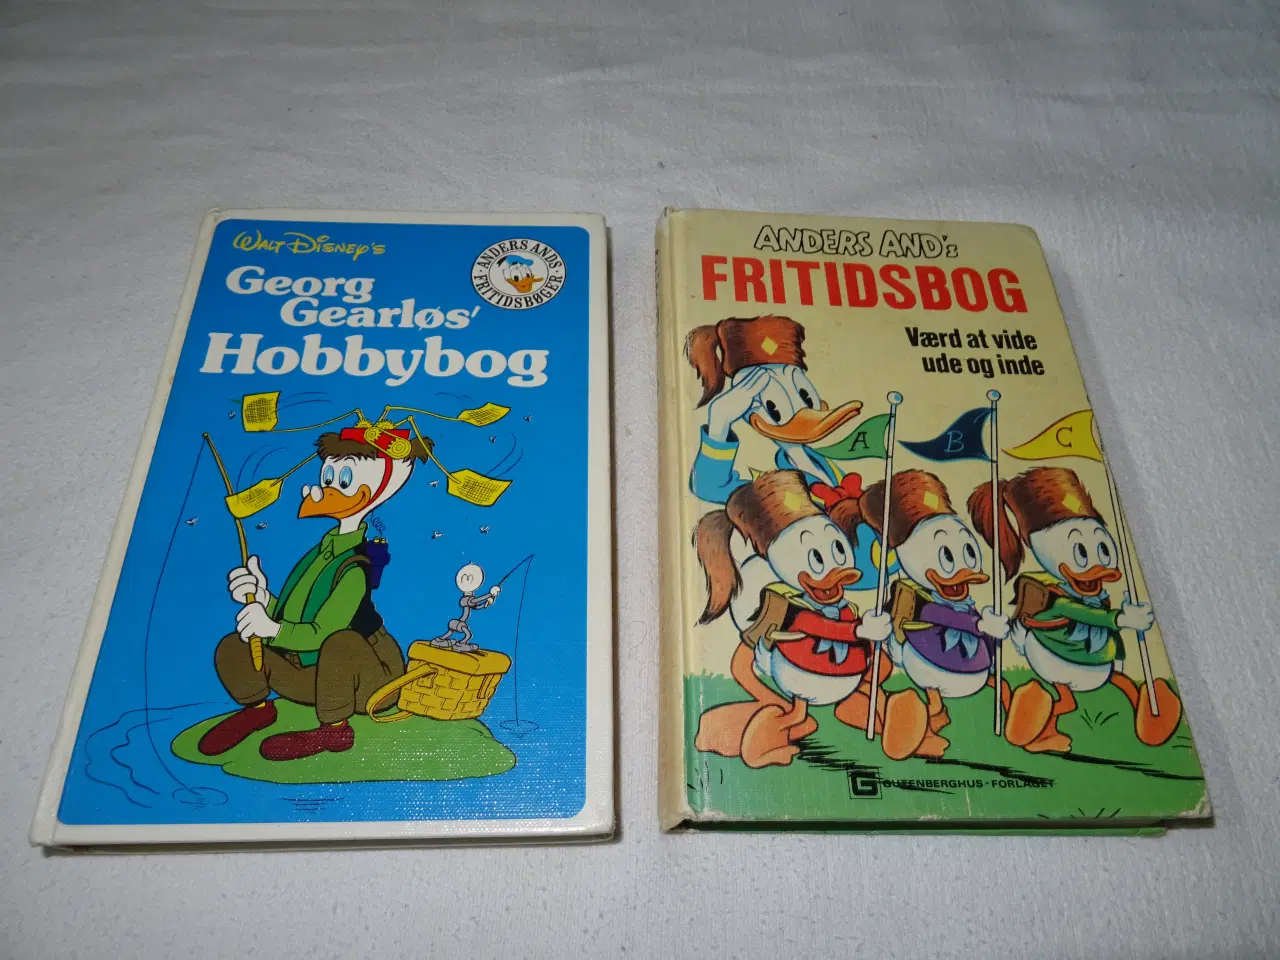 WALT DISNEY'S
Georg
Gearløs'
Hobbybog
ANDERS ANDS
FRITIDSBØGER
ANDERS AND's
FRITIDSBOG
Værd at vide
ude og inde
A
B
C
G GUTENBERGHUS-FORLAGET